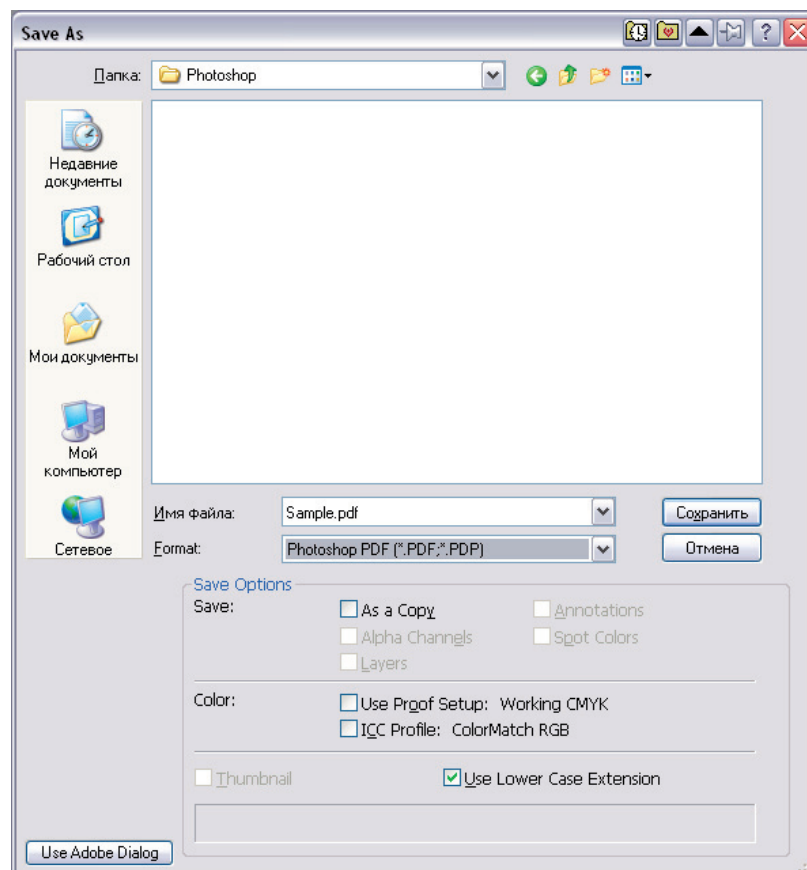 Save As
Папка: Photoshop
Недавние
документы
Рабочий стол
Мои документы
Мой
компьютер
Сетевое
Имя файла: Sample.pdf Сохранить
Format: Photoshop PDF (*.PDF;*.PDP) Отмена
Save Options
Save: As a Copy Annotations
Alpha Channels Spot Colors
Layers
Color: Use Proof Setup: Working CMYK
ICC Profile: ColorMatch RGB
Thumbnail Use Lower Case Extension
Use Adobe Dialog